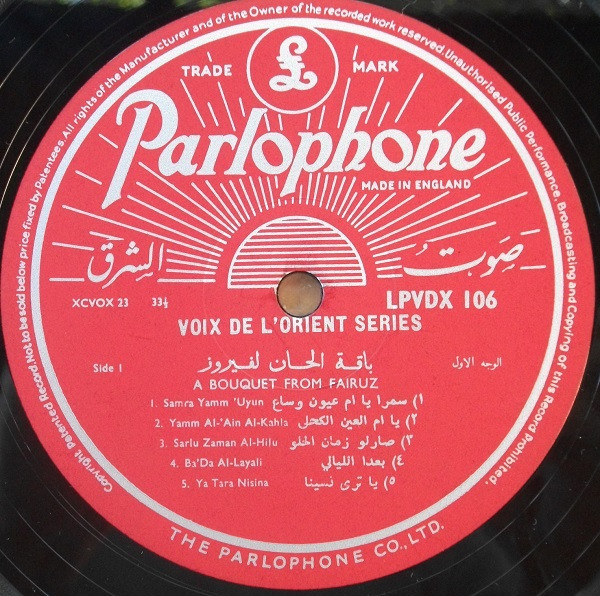 Copyright Patented Record. Not to be sold below price fixed by Patentees. All rights of the Manufacturer and of the Owner of the recorded work reserved. Unauthorised Public Performance, Broadcasting and Copying of this Record Prohibited.
£
TRADE MARK
Parlophone
MADE IN ENGLAND
صوت الشرق
XCVOX 23 33⅓ LPVDX 106
VOIX DE L'ORIENT SERIES
باقة الحان لفيروز
Side 1 الوجه الاول
A BOUQUET FROM FAIRUZ
1. Samra Yamm 'Uyun ١) سمرا يا ام عيون وساع
2. Yamm Al-'Ain Al-Kahla ٢) يا ام العين الكحلى
3. Sarlu Zaman Al-Hilu ٣) صارلو زمان الحلو
4. Ba'Da Al-Layali ٤) بعدا الليالي
5. Ya Tara Nisina ٥) يا ترى نسينا
THE PARLOPHONE CO., LTD.